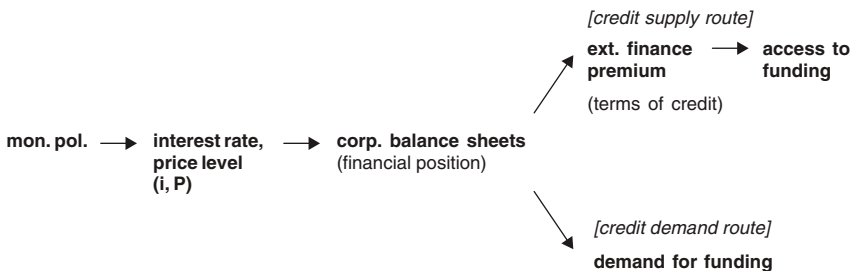 [credit supply route]
ext. finance premium
access to funding
(terms of credit)
mon. pol.
interest rate,
price level
(i, P)
corp. balance sheets
(financial position)
[credit demand route]
demand for funding